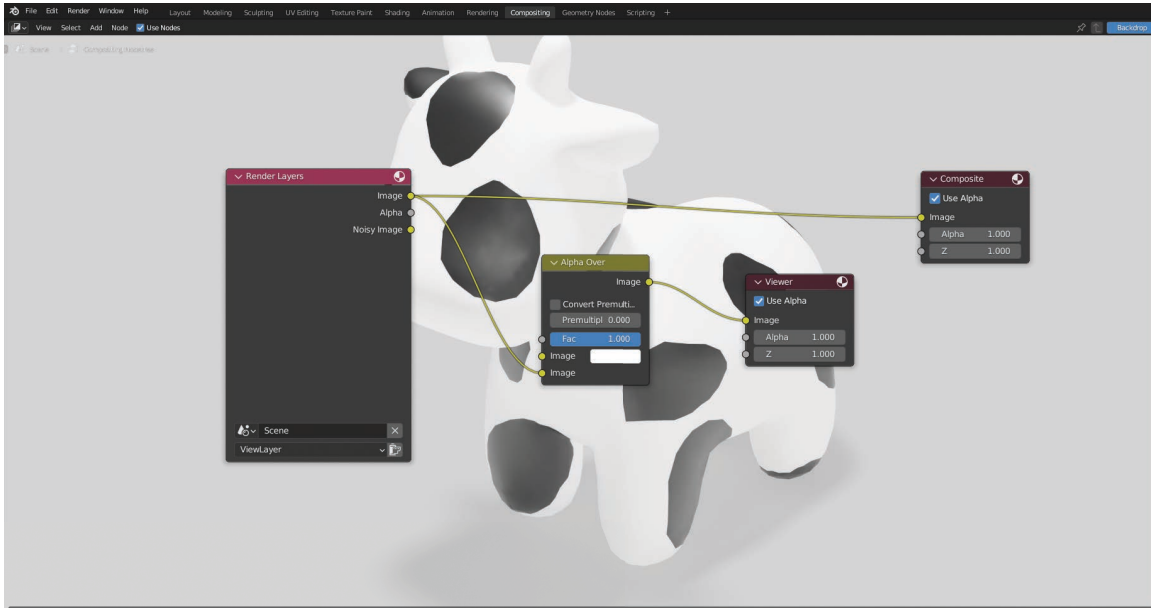 File Edit Render Window Help Layout Modeling Sculpting UV Editing Texture Paint Shading Animation Rendering Compositing Geometry Nodes Scripting +
View Select Add Node Use Nodes Backdrop
Scene Compositing Nodetree
Render Layers
Image
Alpha
Noisy Image
Scene
ViewLayer
Alpha Over
Image
Convert Premulti..
Premultipl 0.000
Fac 1.000
Image
Image
Viewer
Use Alpha
Image
Alpha 1.000
Z 1.000
Composite
Use Alpha
Image
Alpha 1.000
Z 1.000